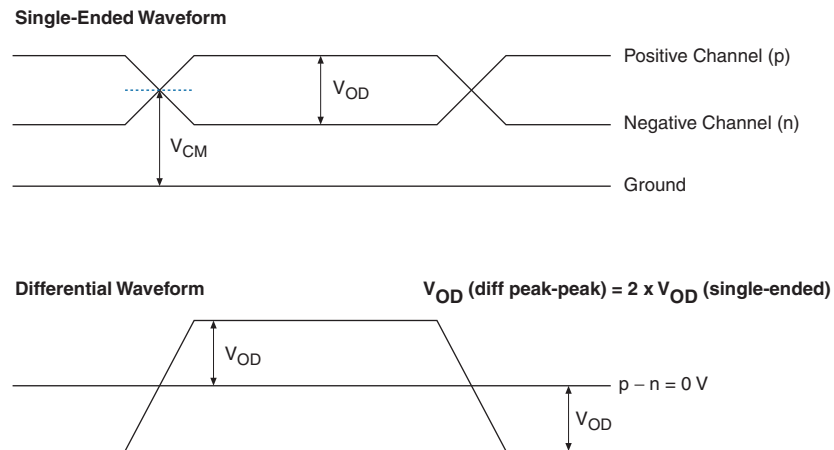 Single-Ended Waveform
Positive Channel (p)
VOD
Negative Channel (n)
VCM
Ground
Differential Waveform
VOD (diff peak-peak) = 2 x VOD (single-ended)
VOD
p – n = 0 V
VOD